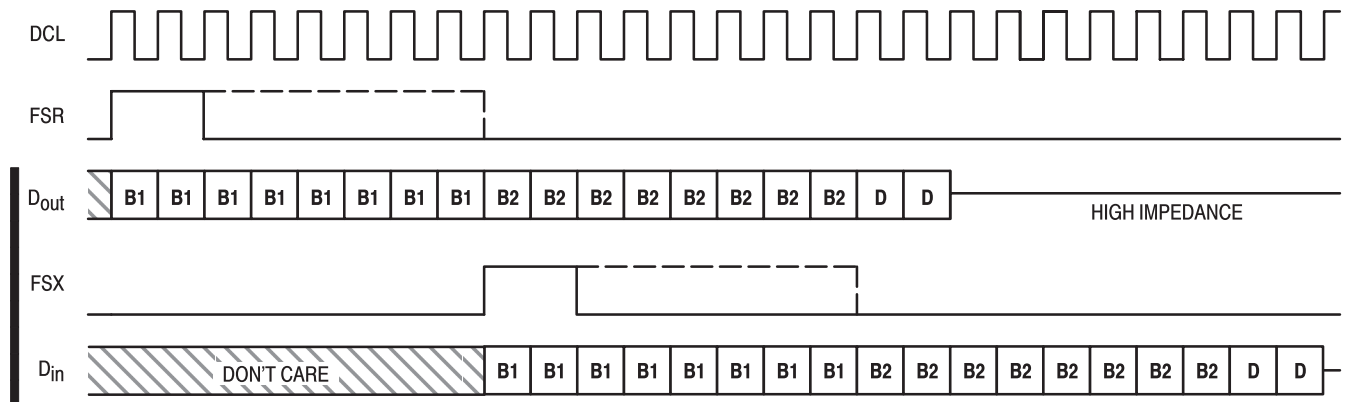 DCL
FSR
Dout B1 B1 B1 B1 B1 B1 B1 B1 B2 B2 B2 B2 B2 B2 B2 B2 D D
HIGH IMPEDANCE
FSX
Din DON'T CARE B1 B1 B1 B1 B1 B1 B1 B1 B2 B2 B2 B2 B2 B2 B2 B2 D D